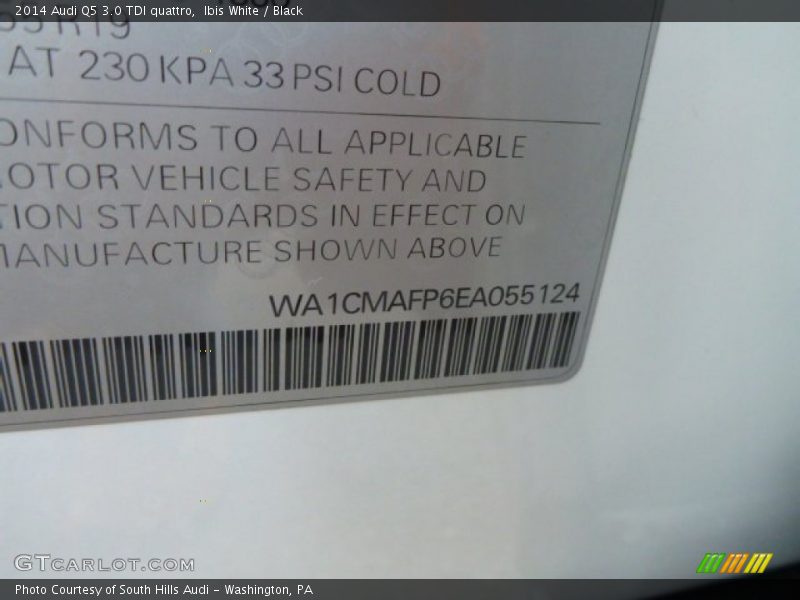 2014 Audi Q5 3.0 TDI quattro,  Ibis White / Black
AT 230 KPA 33 PSI COLD
ONFORMS TO ALL APPLICABLE
OTOR VEHICLE SAFETY AND
TION STANDARDS IN EFFECT ON
MANUFACTURE SHOWN ABOVE
WA1CMAFP6EA055124
GTCARLOT.COM
Photo Courtesy of South Hills Audi - Washington, PA